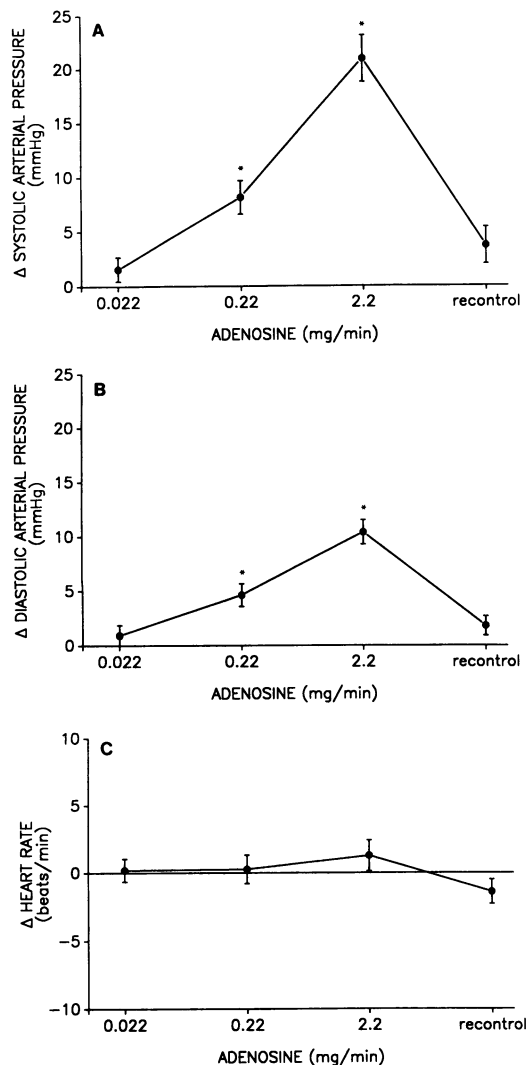 A
Δ SYSTOLIC ARTERIAL PRESSURE
(mmHg)
25
20
15
10
5
0
*
*
0.022 0.22 2.2 recontrol
ADENOSINE (mg/min)
B
Δ DIASTOLIC ARTERIAL PRESSURE
(mmHg)
25
20
15
10
5
0
*
*
0.022 0.22 2.2 recontrol
ADENOSINE (mg/min)
C
Δ HEART RATE
(beats/min)
10
5
0
−5
−10
0.022 0.22 2.2 recontrol
ADENOSINE (mg/min)